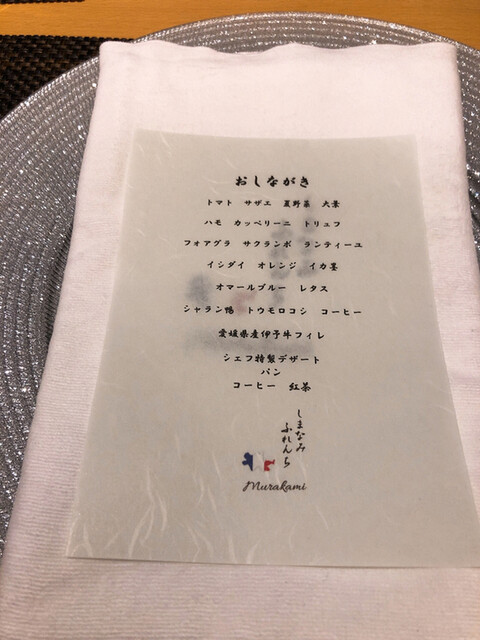 おしながき
トマト サザエ 夏野菜 大葉
ハモ カッペリーニ トリュフ
フォアグラ サクランボ ランティーユ
イシダイ オレンジ イカ墨
オマールブルー レタス
シャラン鴨 トウモロコシ コーヒー
愛媛県産伊予牛フィレ
シェフ特製デザート
パン
コーヒー 紅茶
しまなみ
ふれんち
Murakami